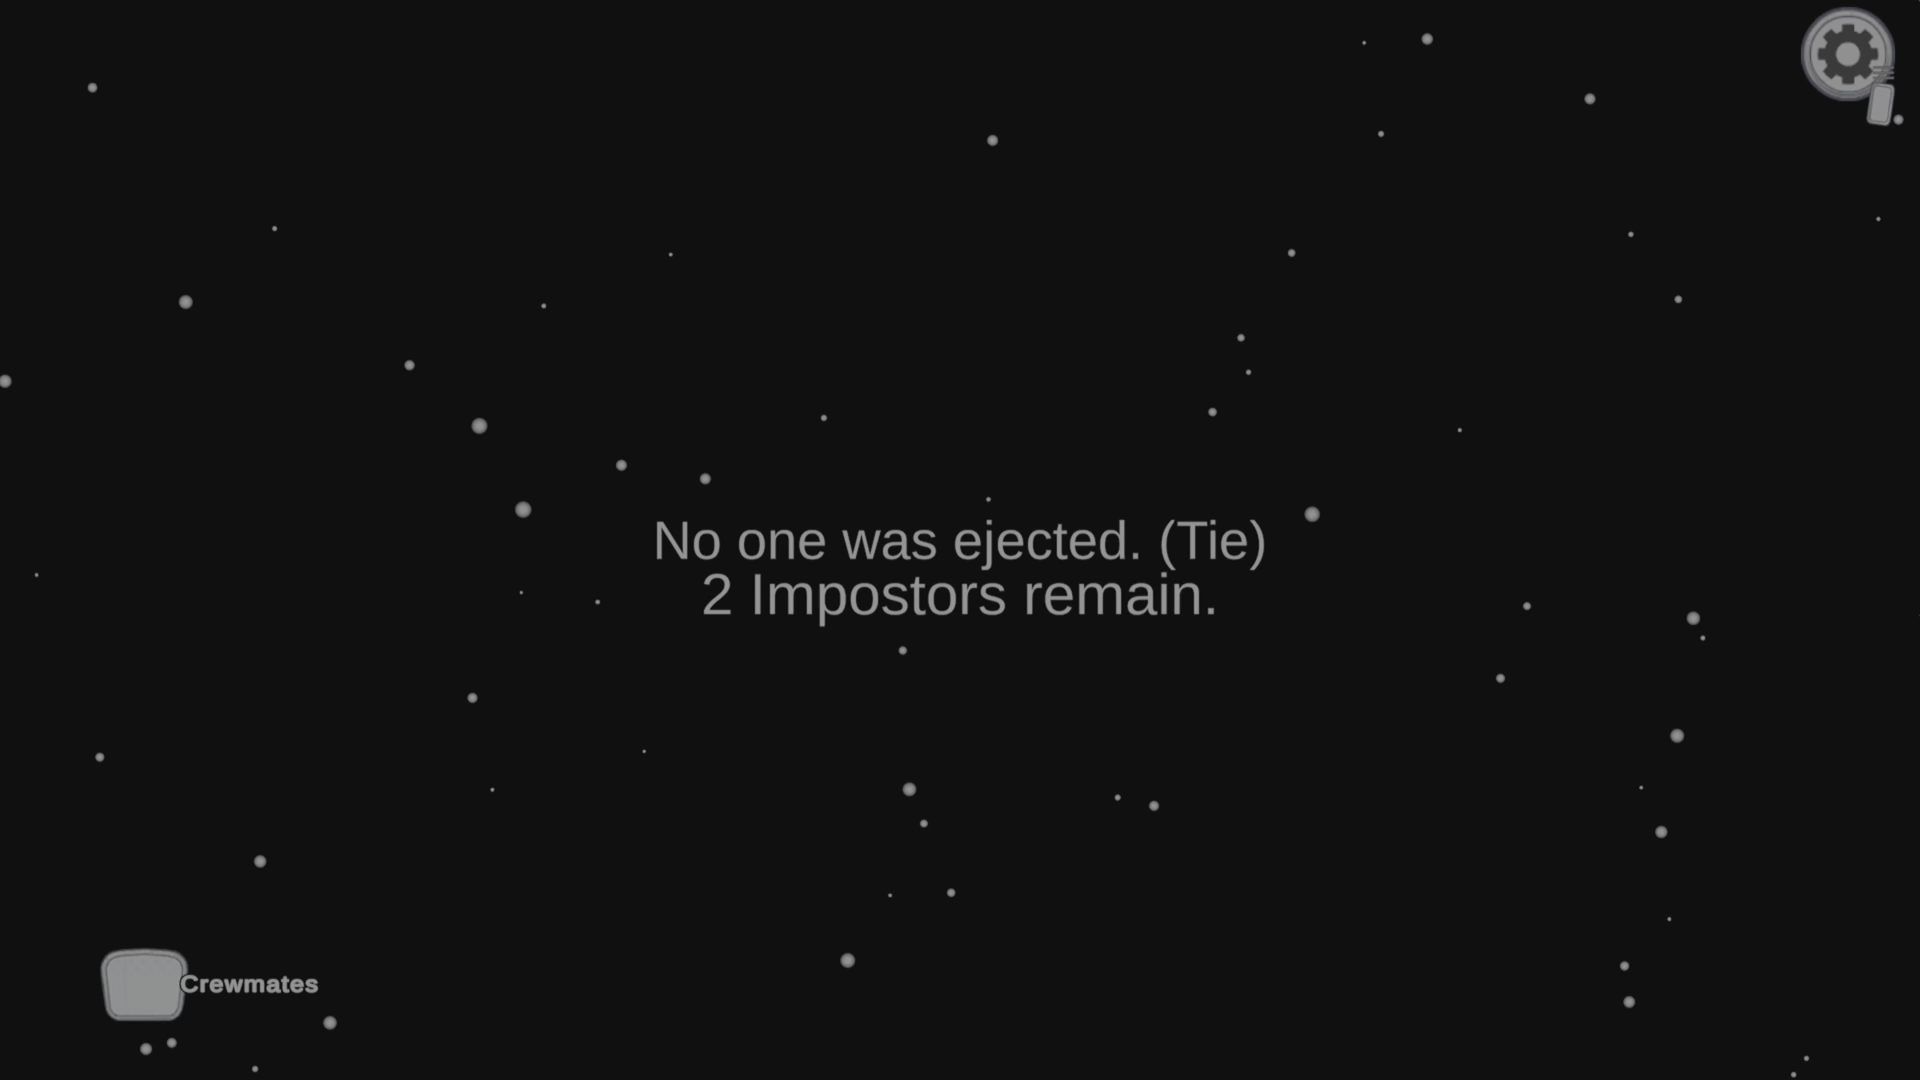 No one was ejected. (Tie)
2 Impostors remain.
Crewmates